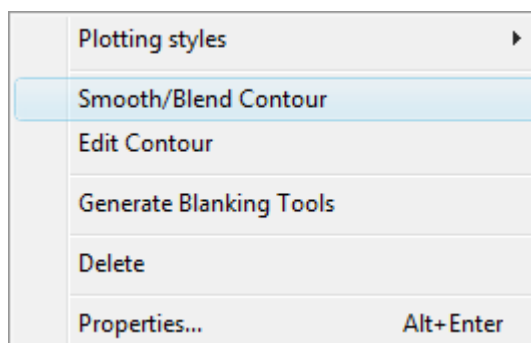 Plotting styles
Smooth/Blend Contour
Edit Contour
Generate Blanking Tools
Delete
Properties... Alt+Enter